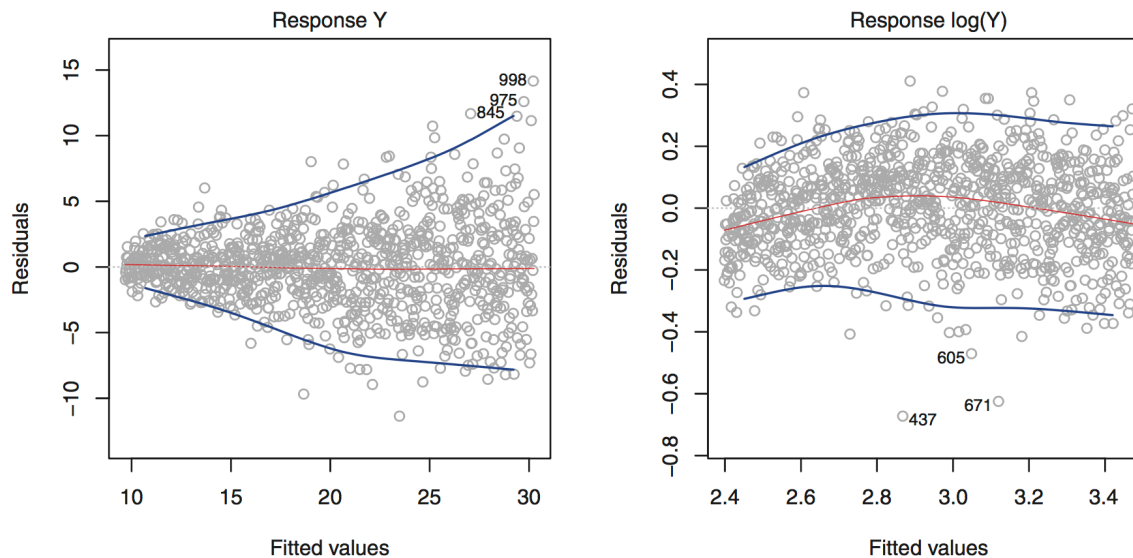 Response Y
998
975
845
15
10
5
0
−5
−10
Residuals
10 15 20 25 30
Fitted values
Response log(Y)
0.4
0.2
0.0
−0.2
−0.4
−0.6
−0.8
Residuals
605
671
437
2.4 2.6 2.8 3.0 3.2 3.4
Fitted values